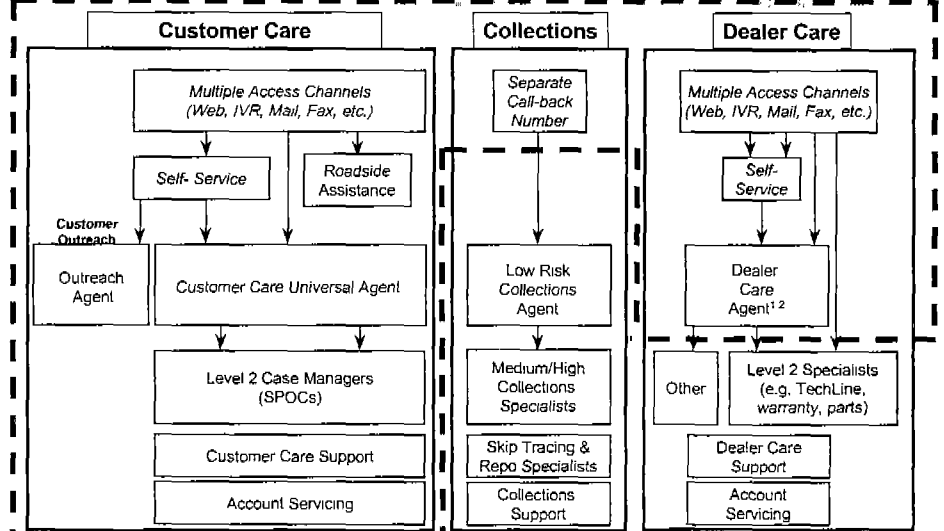 Customer Care
Multiple Access Channels
(Web, IVR, Mail, Fax, etc.)
Self- Service
Roadside
Assistance
Customer
Outreach
Outreach
Agent
Customer Care Universal Agent
Level 2 Case Managers
(SPOCs)
Customer Care Support
Account Servicing
Collections
Separate
Call-back
Number
Low Risk
Collections
Agent
Medium/High
Collections
Specialists
Skip Tracing &
Repo Specialists
Collections
Support
Dealer Care
Multiple Access Channels
(Web, IVR, Mail, Fax, etc.)
Self-
Service
Dealer
Care
Agent¹²
Other
Level 2 Specialists
(e.g. TechLine,
warranty, parts)
Dealer Care
Support
Account
Servicing